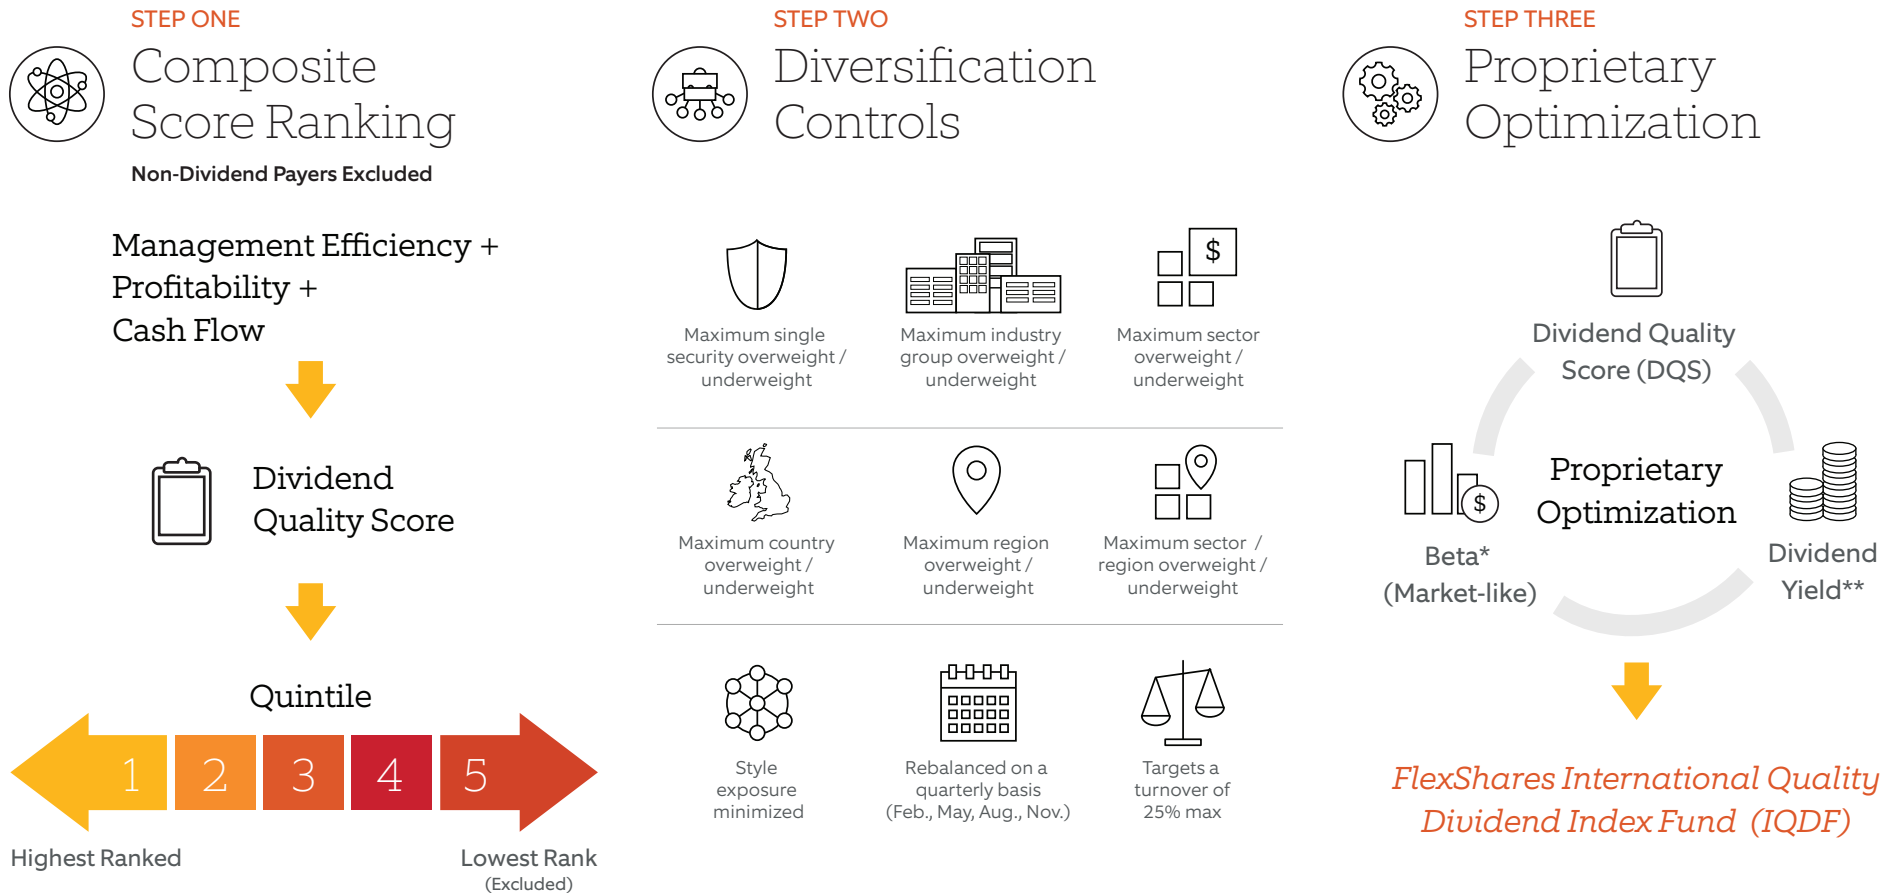 STEP ONE
Composite
Score Ranking
Non-Dividend Payers Excluded
Management Efficiency +
Profitability +
Cash Flow
Dividend
Quality Score
Quintile
1 2 3 4 5
Highest Ranked
Lowest Rank
(Excluded)
STEP TWO
Diversification
Controls
Maximum single
security overweight /
underweight
Maximum industry
group overweight /
underweight
$
Maximum sector
overweight /
underweight
Maximum country
overweight /
underweight
Maximum region
overweight /
underweight
Maximum sector /
region overweight /
underweight
Style
exposure
minimized
Rebalanced on a
quarterly basis
(Feb., May, Aug., Nov.)
Targets a
turnover of
25% max
STEP THREE
Proprietary
Optimization
Dividend Quality
Score (DQS)
Proprietary
Optimization
$
Beta*
(Market-like)
Dividend
Yield**
FlexShares International Quality
Dividend Index Fund (IQDF)